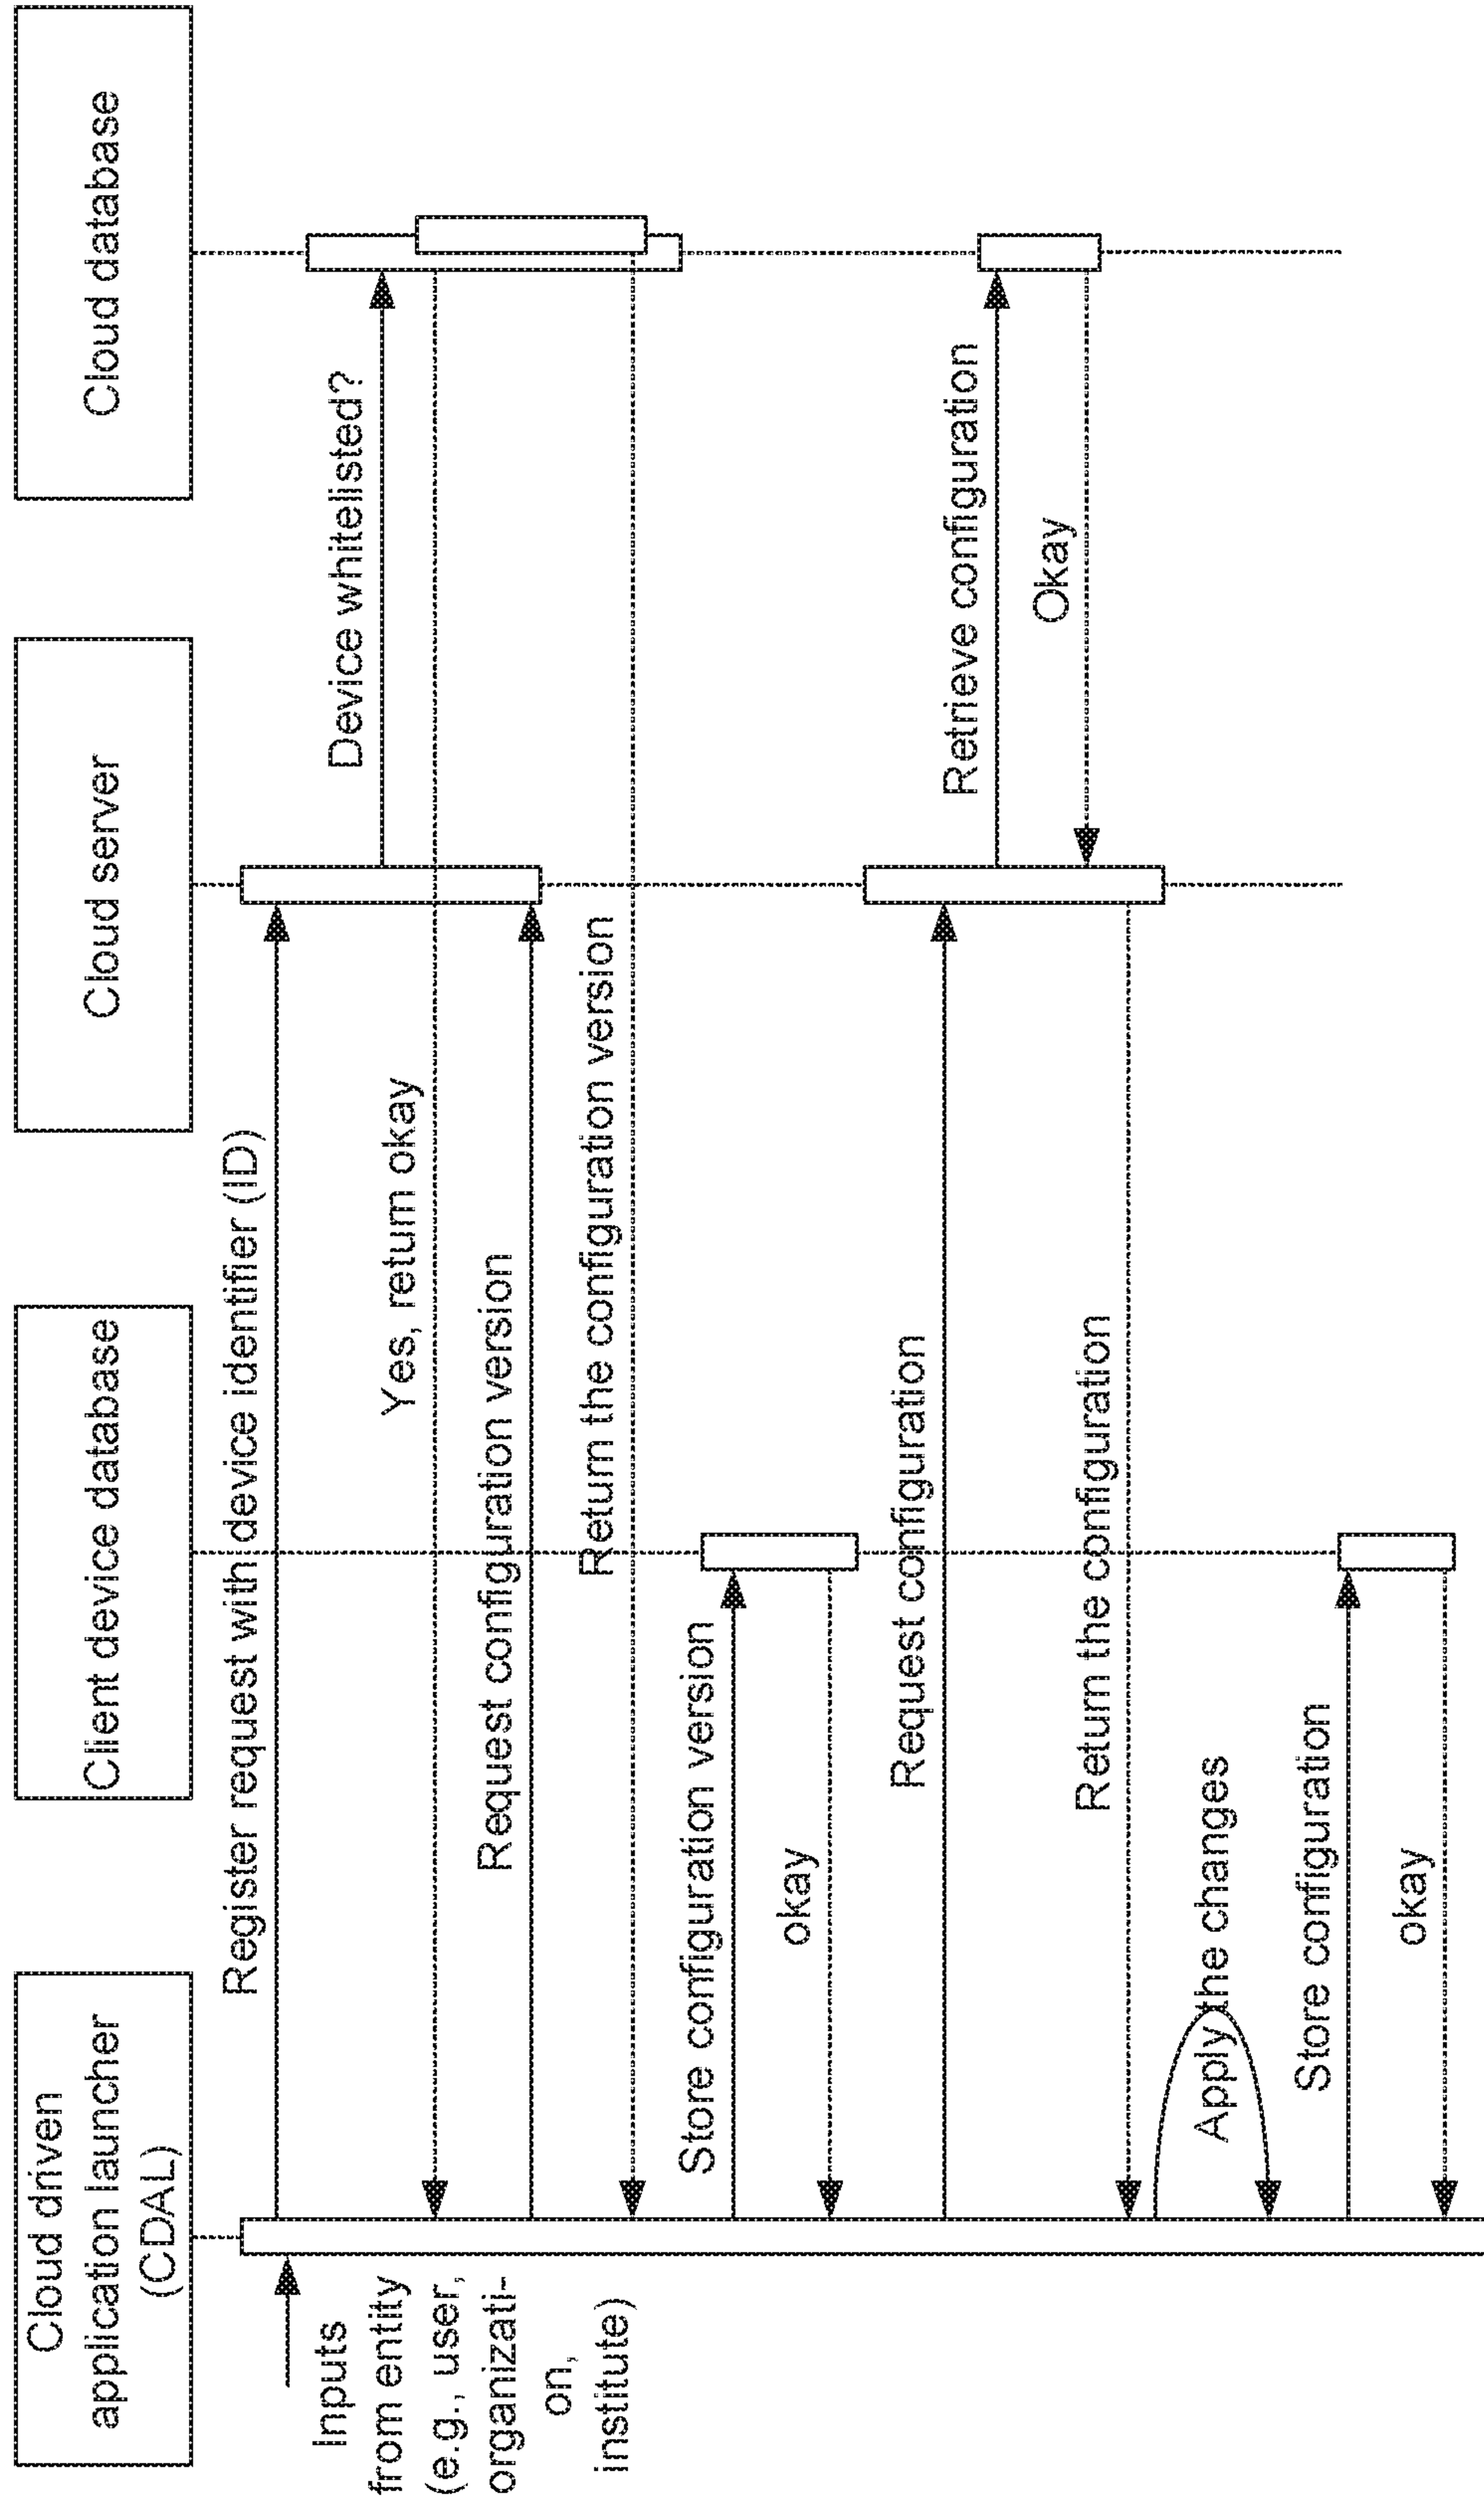 Cloud driven
application launcher
(CDAL)
Client device database
Cloud server
Cloud database
Inputs
from entity
(e.g., user,
organizati-
on,
institute)
Register request with device identifier (ID)
Device whitelisted?
Yes, return okay
Request configuration version
Return the configuration version
Store configuration version
okay
Request configuration
Retrieve configuration
Okay
Return the configuration
Apply the changes
Store configuration
okay